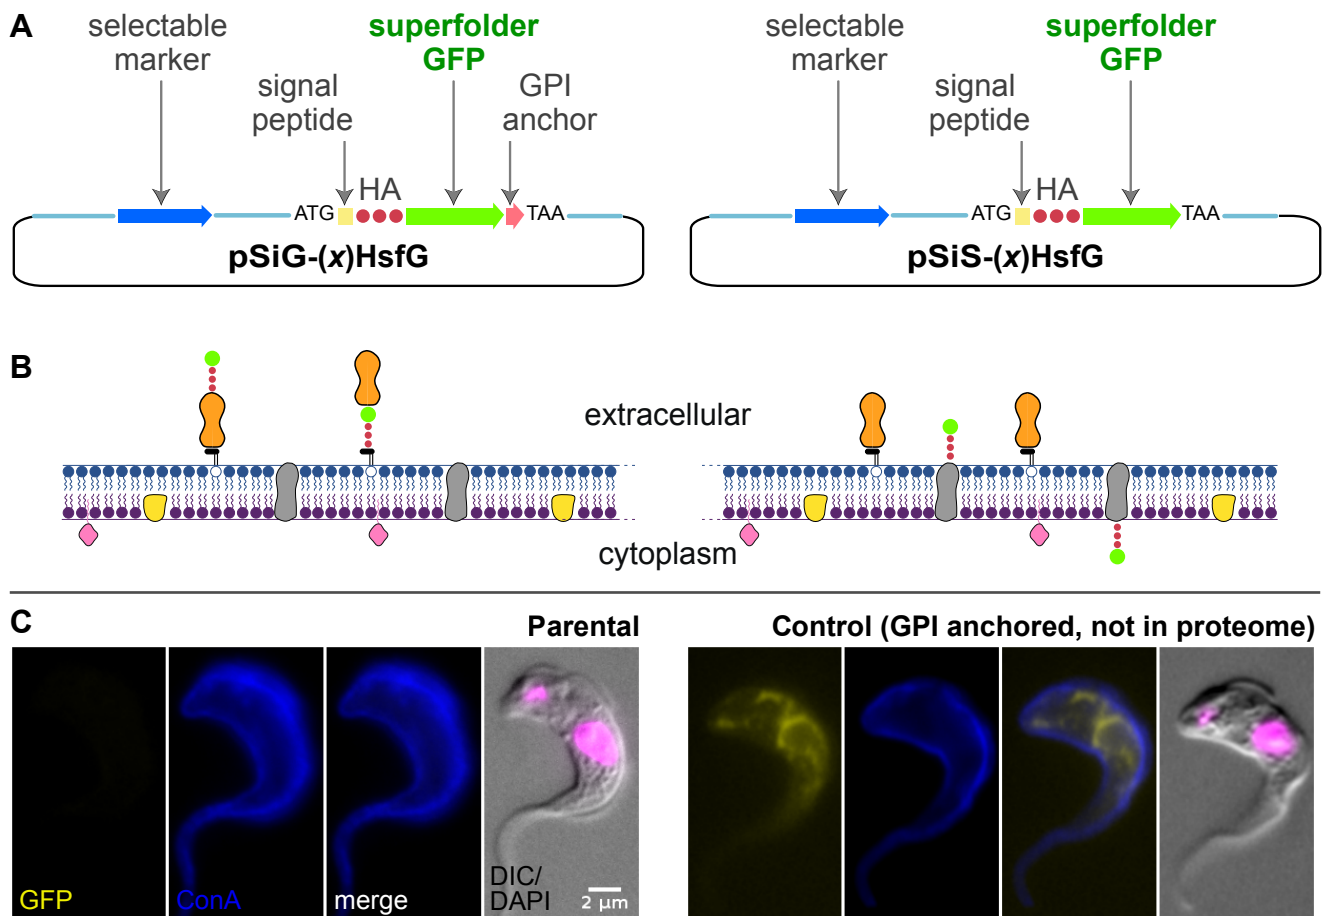 A
selectable
marker
superfolder
GFP
signal
peptide
GPI
anchor
HA
ATG
TAA
pSiG-(x)HsfG
selectable
marker
superfolder
GFP
signal
peptide
HA
ATG
TAA
pSiS-(x)HsfG
B
extracellular
cytoplasm
C
Parental
Control (GPI anchored, not in proteome)
GFP
ConA
merge
DIC/
DAPI
2 µm